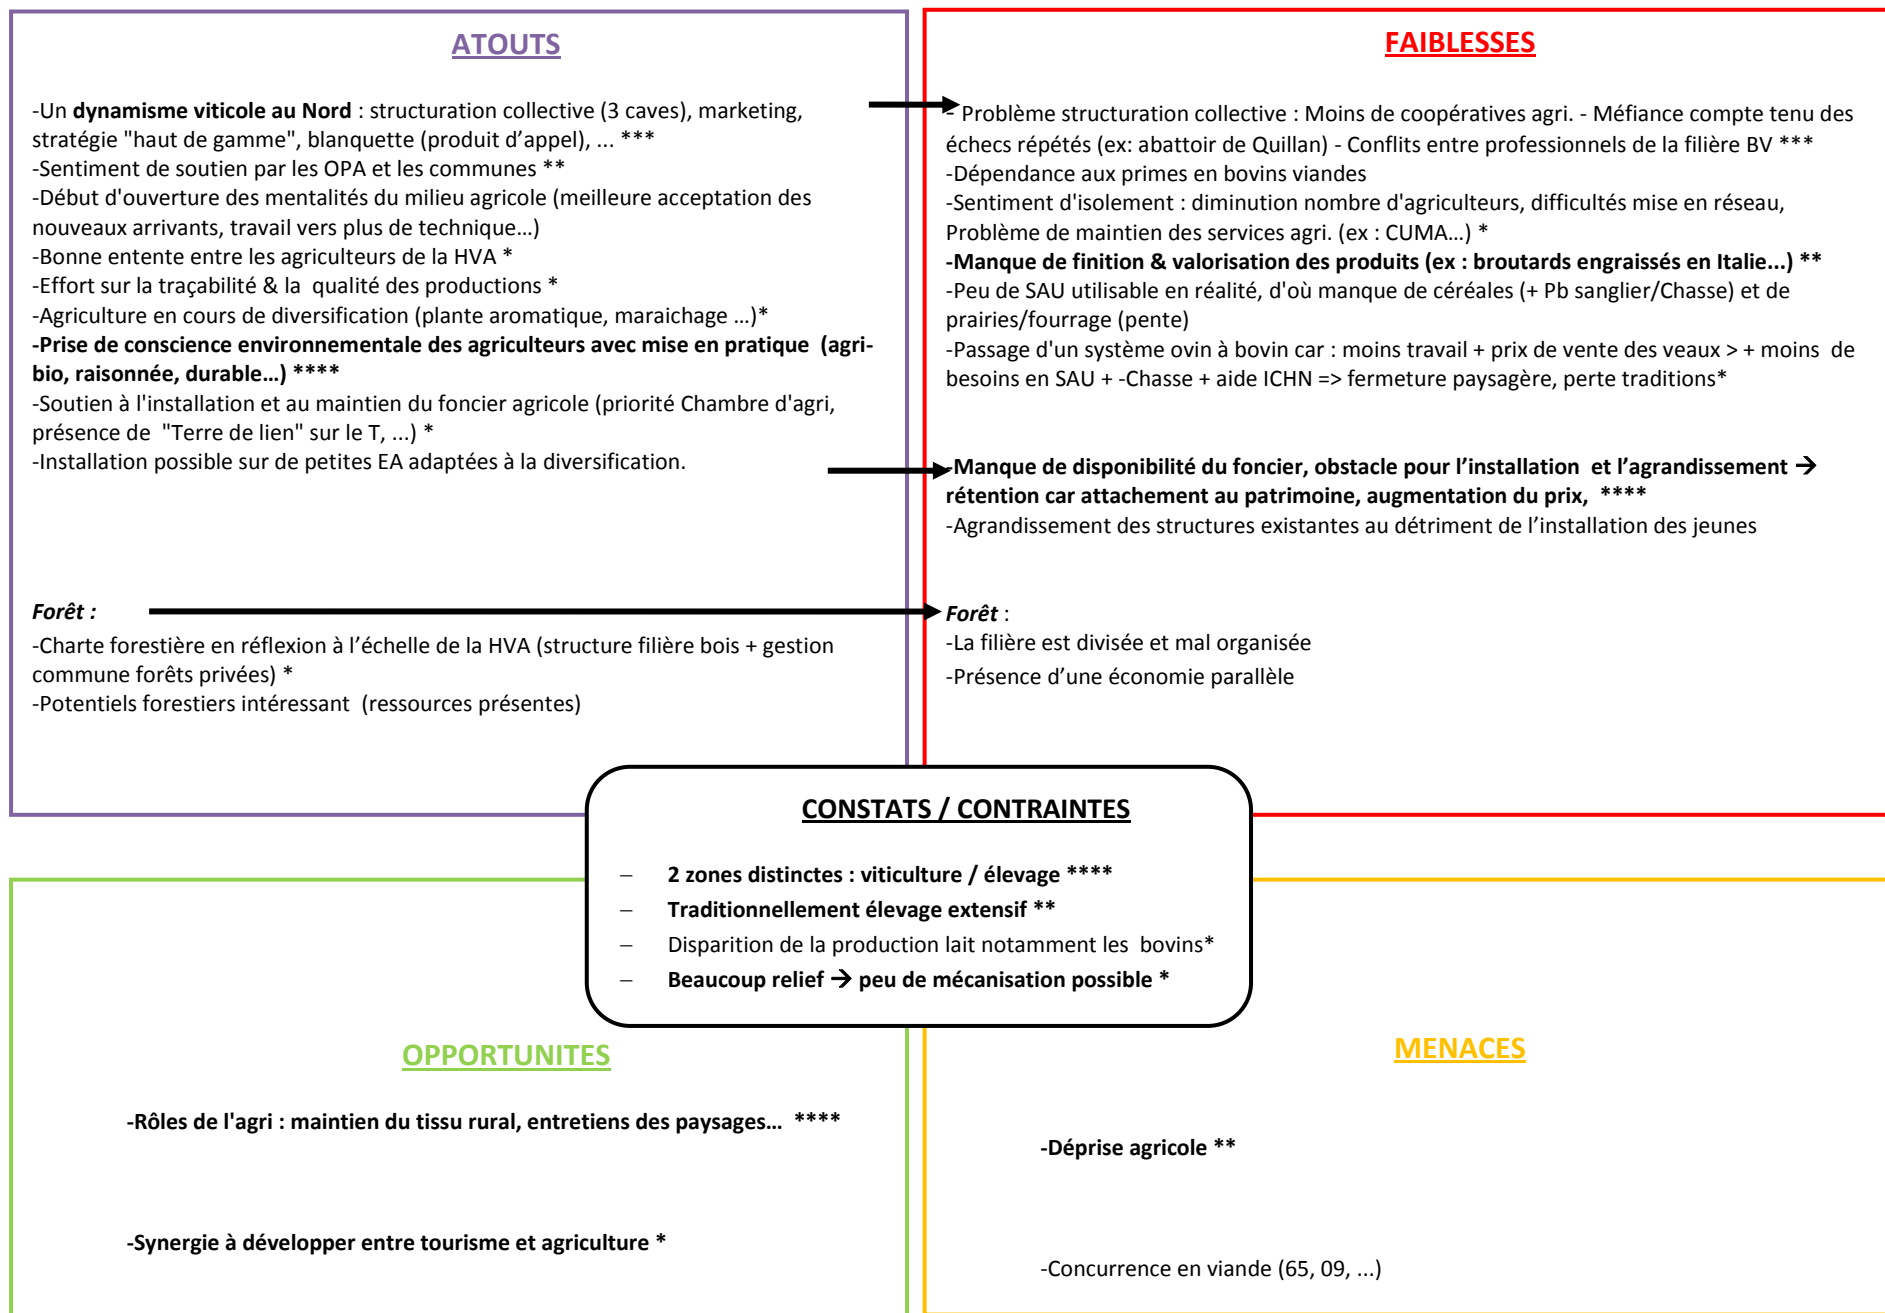 ATOUTS
-Un dynamisme viticole au Nord : structuration collective (3 caves), marketing,
stratégie "haut de gamme", blanquette (produit d’appel), ... ***
-Sentiment de soutien par les OPA et les communes **
-Début d'ouverture des mentalités du milieu agricole (meilleure acceptation des
nouveaux arrivants, travail vers plus de technique…)
-Bonne entente entre les agriculteurs de la HVA *
-Effort sur la traçabilité & la qualité des productions *
-Agriculture en cours de diversification (plante aromatique, maraichage …)*
-Prise de conscience environnementale des agriculteurs avec mise en pratique (agri-
bio, raisonnée, durable…) ****
-Soutien à l'installation et au maintien du foncier agricole (priorité Chambre d'agri,
présence de "Terre de lien" sur le T, ...) *
-Installation possible sur de petites EA adaptées à la diversification.
Forêt :
-Charte forestière en réflexion à l’échelle de la HVA (structure filière bois + gestion
commune forêts privées) *
-Potentiels forestiers intéressant (ressources présentes)
FAIBLESSES
- Problème structuration collective : Moins de coopératives agri. - Méfiance compte tenu des
échecs répétés (ex: abattoir de Quillan) - Conflits entre professionnels de la filière BV ***
-Dépendance aux primes en bovins viandes
-Sentiment d'isolement : diminution nombre d'agriculteurs, difficultés mise en réseau,
Problème de maintien des services agri. (ex : CUMA…) *
-Manque de finition & valorisation des produits (ex : broutards engraissés en Italie...) **
-Peu de SAU utilisable en réalité, d'où manque de céréales (+ Pb sanglier/Chasse) et de
prairies/fourrage (pente)
-Passage d'un système ovin à bovin car : moins travail + prix de vente des veaux > + moins de
besoins en SAU + -Chasse + aide ICHN => fermeture paysagère, perte traditions*
-Manque de disponibilité du foncier, obstacle pour l’installation et l’agrandissement →
rétention car attachement au patrimoine, augmentation du prix, ****
-Agrandissement des structures existantes au détriment de l’installation des jeunes
Forêt :
-La filière est divisée et mal organisée
-Présence d’une économie parallèle
CONSTATS / CONTRAINTES
– 2 zones distinctes : viticulture / élevage ****
– Traditionnellement élevage extensif **
– Disparition de la production lait notamment les bovins*
– Beaucoup relief → peu de mécanisation possible *
OPPORTUNITES
-Rôles de l'agri : maintien du tissu rural, entretiens des paysages… ****
-Synergie à développer entre tourisme et agriculture *
MENACES
-Déprise agricole **
-Concurrence en viande (65, 09, ...)